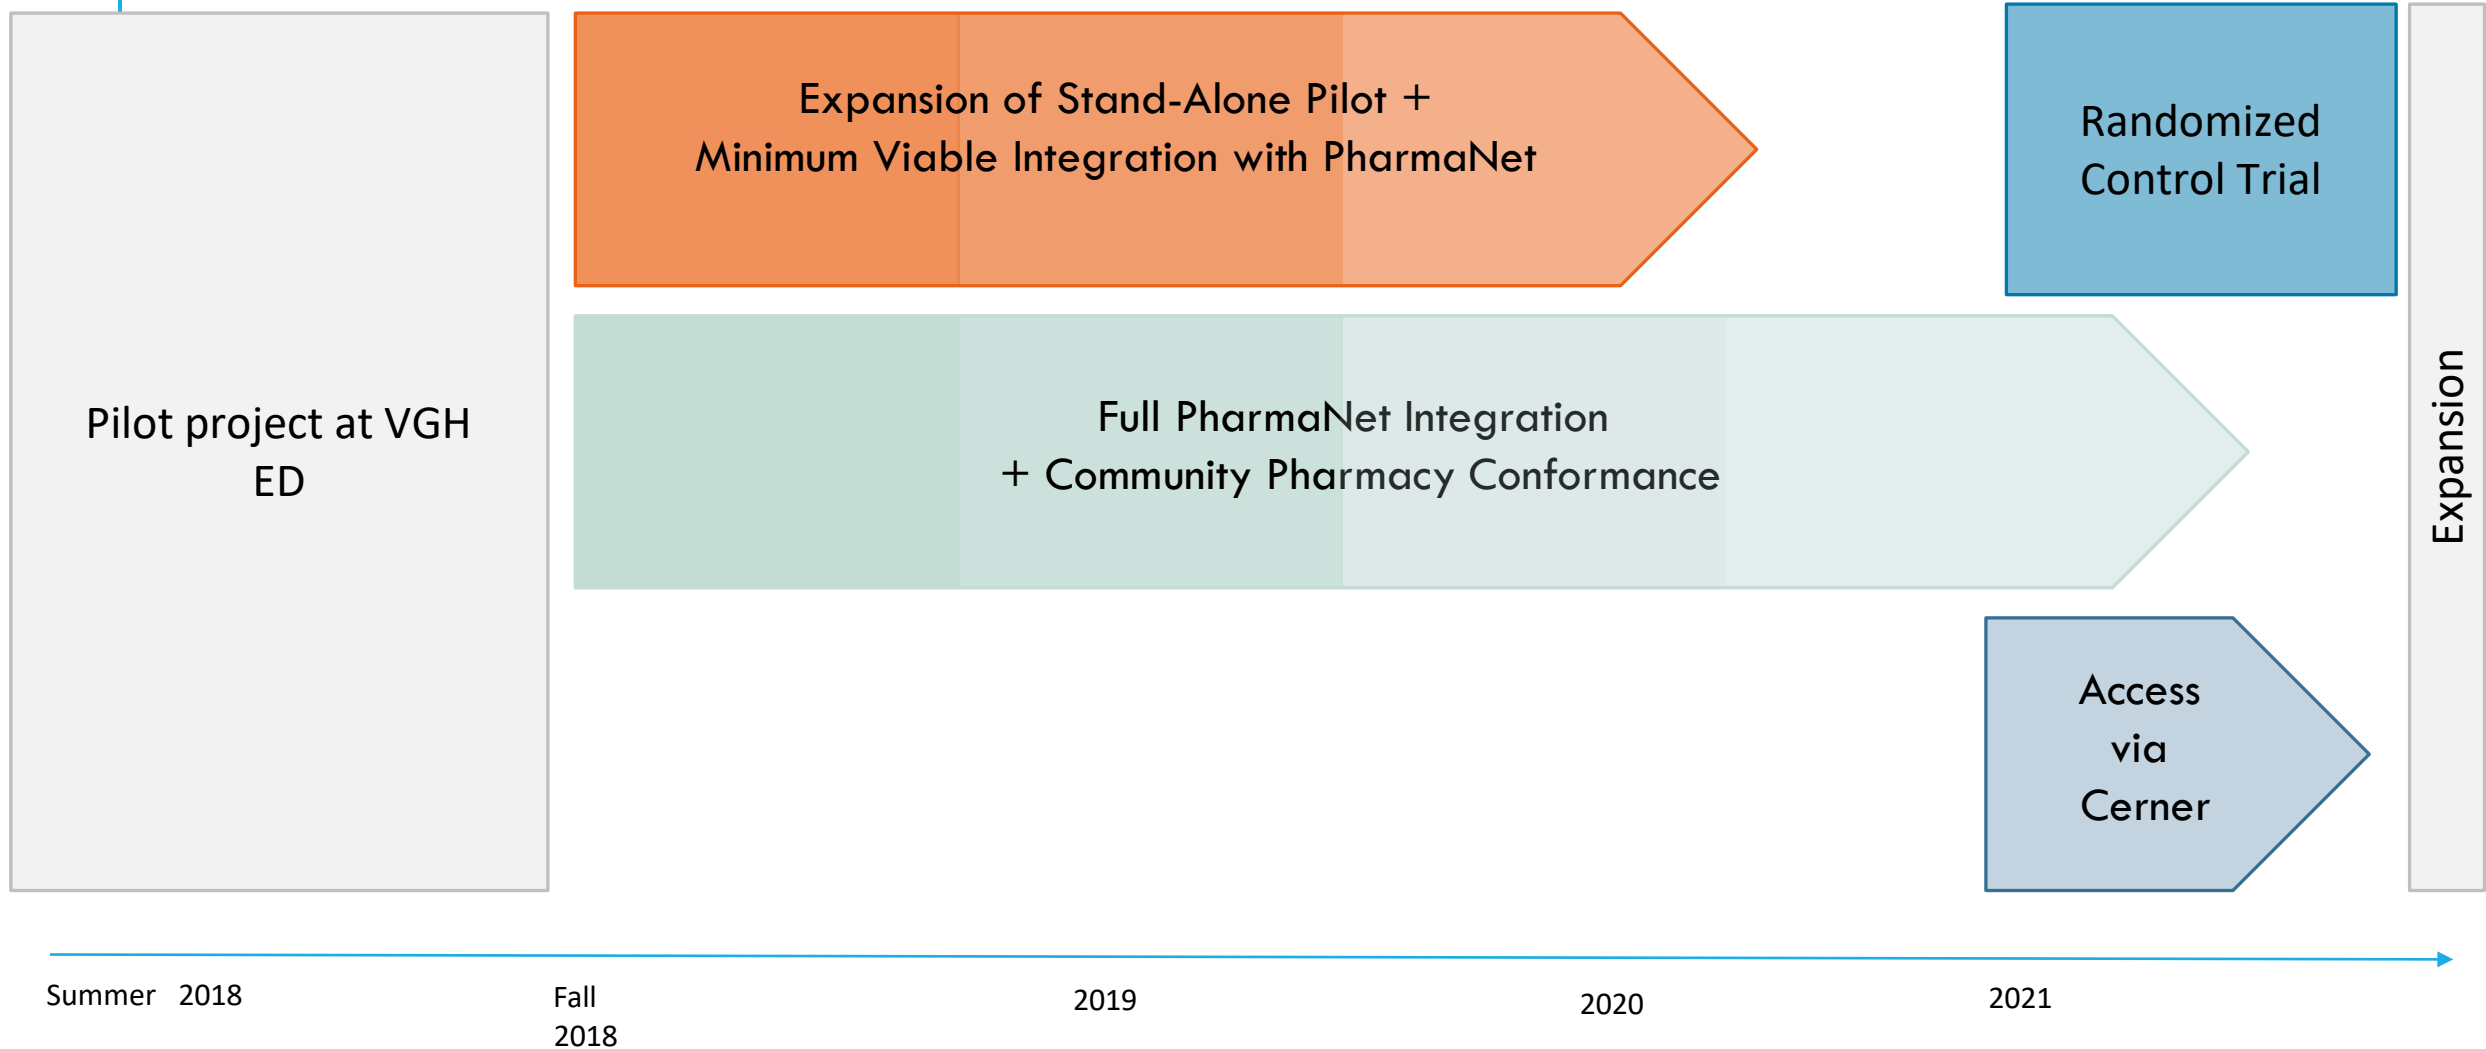 Pilot project at VGH
ED
Expansion of Stand-Alone Pilot +
Minimum Viable Integration with PharmaNet
Randomized
Control Trial
Full PharmaNet Integration
+ Community Pharmacy Conformance
Access
via
Cerner
Expansion
Summer 2018
Fall
2018
2019
2020
2021